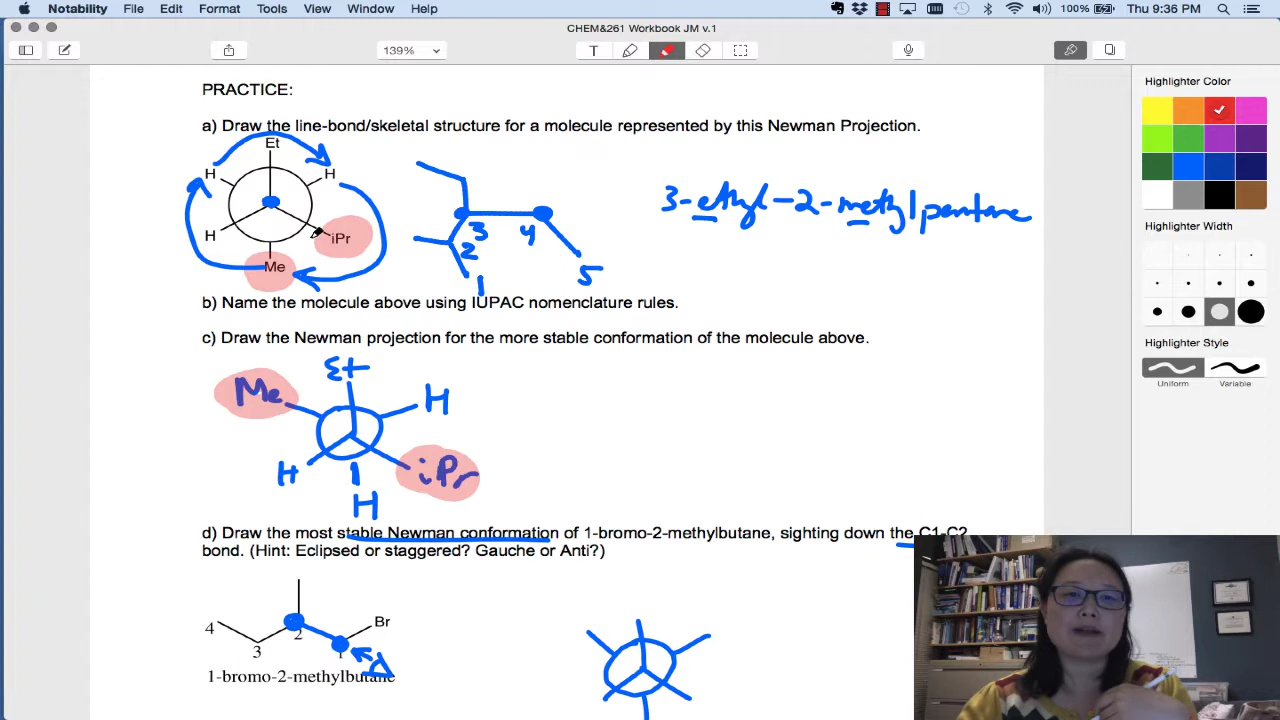 Notability File Edit Format Tools View Window Help 100% Thu 9:36 PM
CHEM&261 Workbook JM v.1
139% T
Highlighter Color
Highlighter Width
Highlighter Style
Uniform Variable
PRACTICE:
a) Draw the line-bond/skeletal structure for a molecule represented by this Newman Projection.
Et
H H
H iPr
Me
3 4
2
1 5
3-ethyl-2-methylpentane
b) Name the molecule above using IUPAC nomenclature rules.
c) Draw the Newman projection for the more stable conformation of the molecule above.
Et
Me H
H iPr
H
d) Draw the most stable Newman conformation of 1-bromo-2-methylbutane, sighting down the C1-C2
bond. (Hint: Eclipsed or staggered? Gauche or Anti?)
4 2 Br
3 1
1-bromo-2-methylbutane